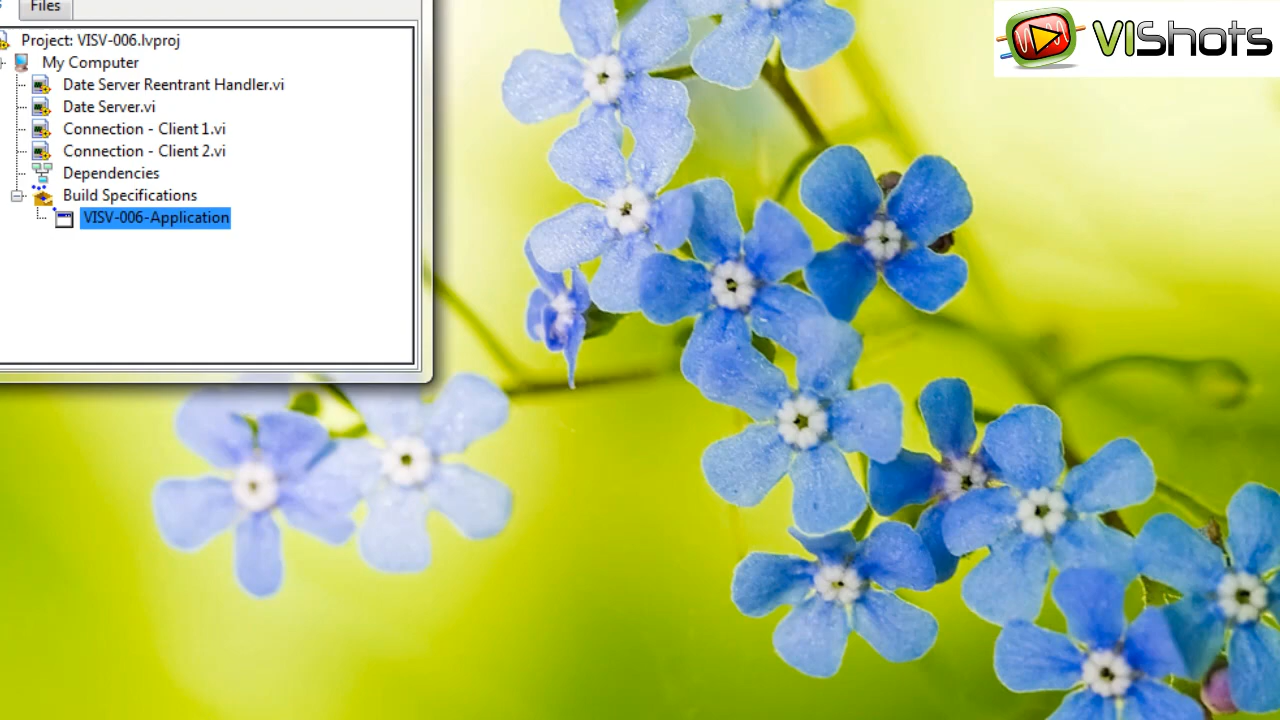 Files
VIShots
Project: VISV-006.lvproj
My Computer
Date Server Reentrant Handler.vi
Date Server.vi
Connection - Client 1.vi
Connection - Client 2.vi
Dependencies
Build Specifications
VISV-006-Application